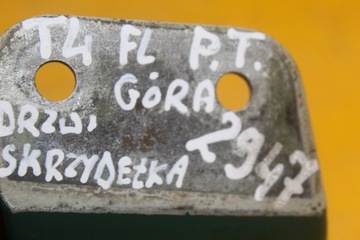 T4 FL P.T.
GÓRA
DRZWI
SKRZYDEŁKA
2947